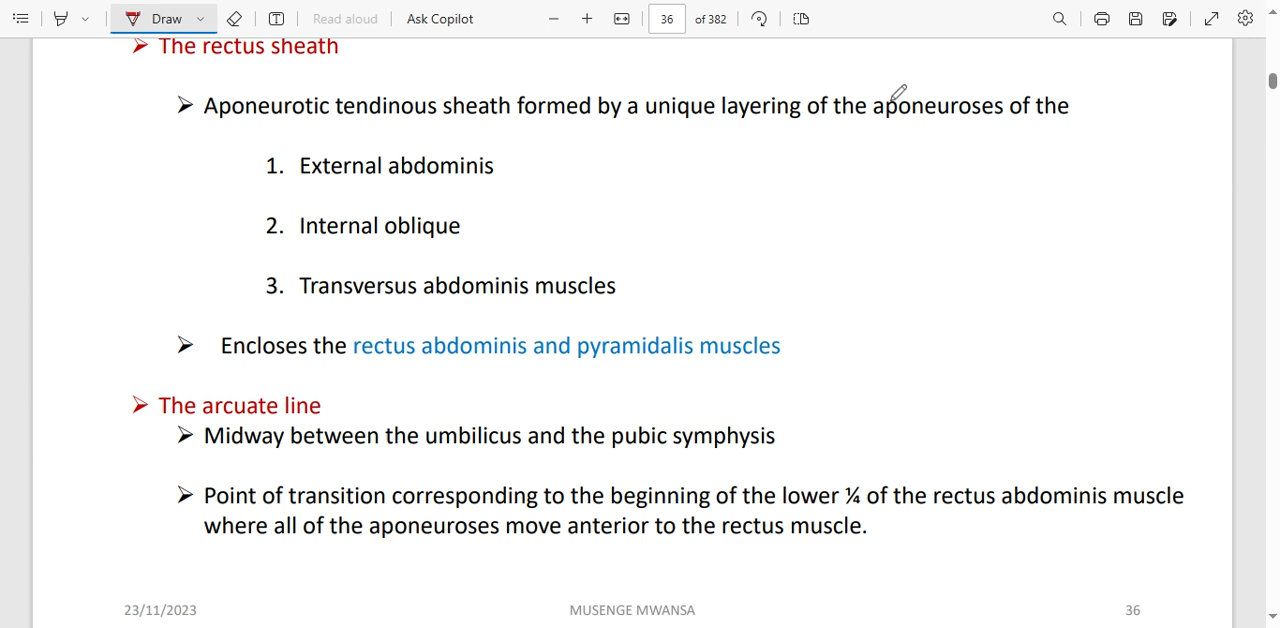 Draw
Read aloud
Ask Copilot
36
of 382
➢ The rectus sheath
➢ Aponeurotic tendinous sheath formed by a unique layering of the aponeuroses of the
1. External abdominis
2. Internal oblique
3. Transversus abdominis muscles
➢ Encloses the rectus abdominis and pyramidalis muscles
➢ The arcuate line
➢ Midway between the umbilicus and the pubic symphysis
➢ Point of transition corresponding to the beginning of the lower ¼ of the rectus abdominis muscle
where all of the aponeuroses move anterior to the rectus muscle.
23/11/2023
MUSENGE MWANSA
36